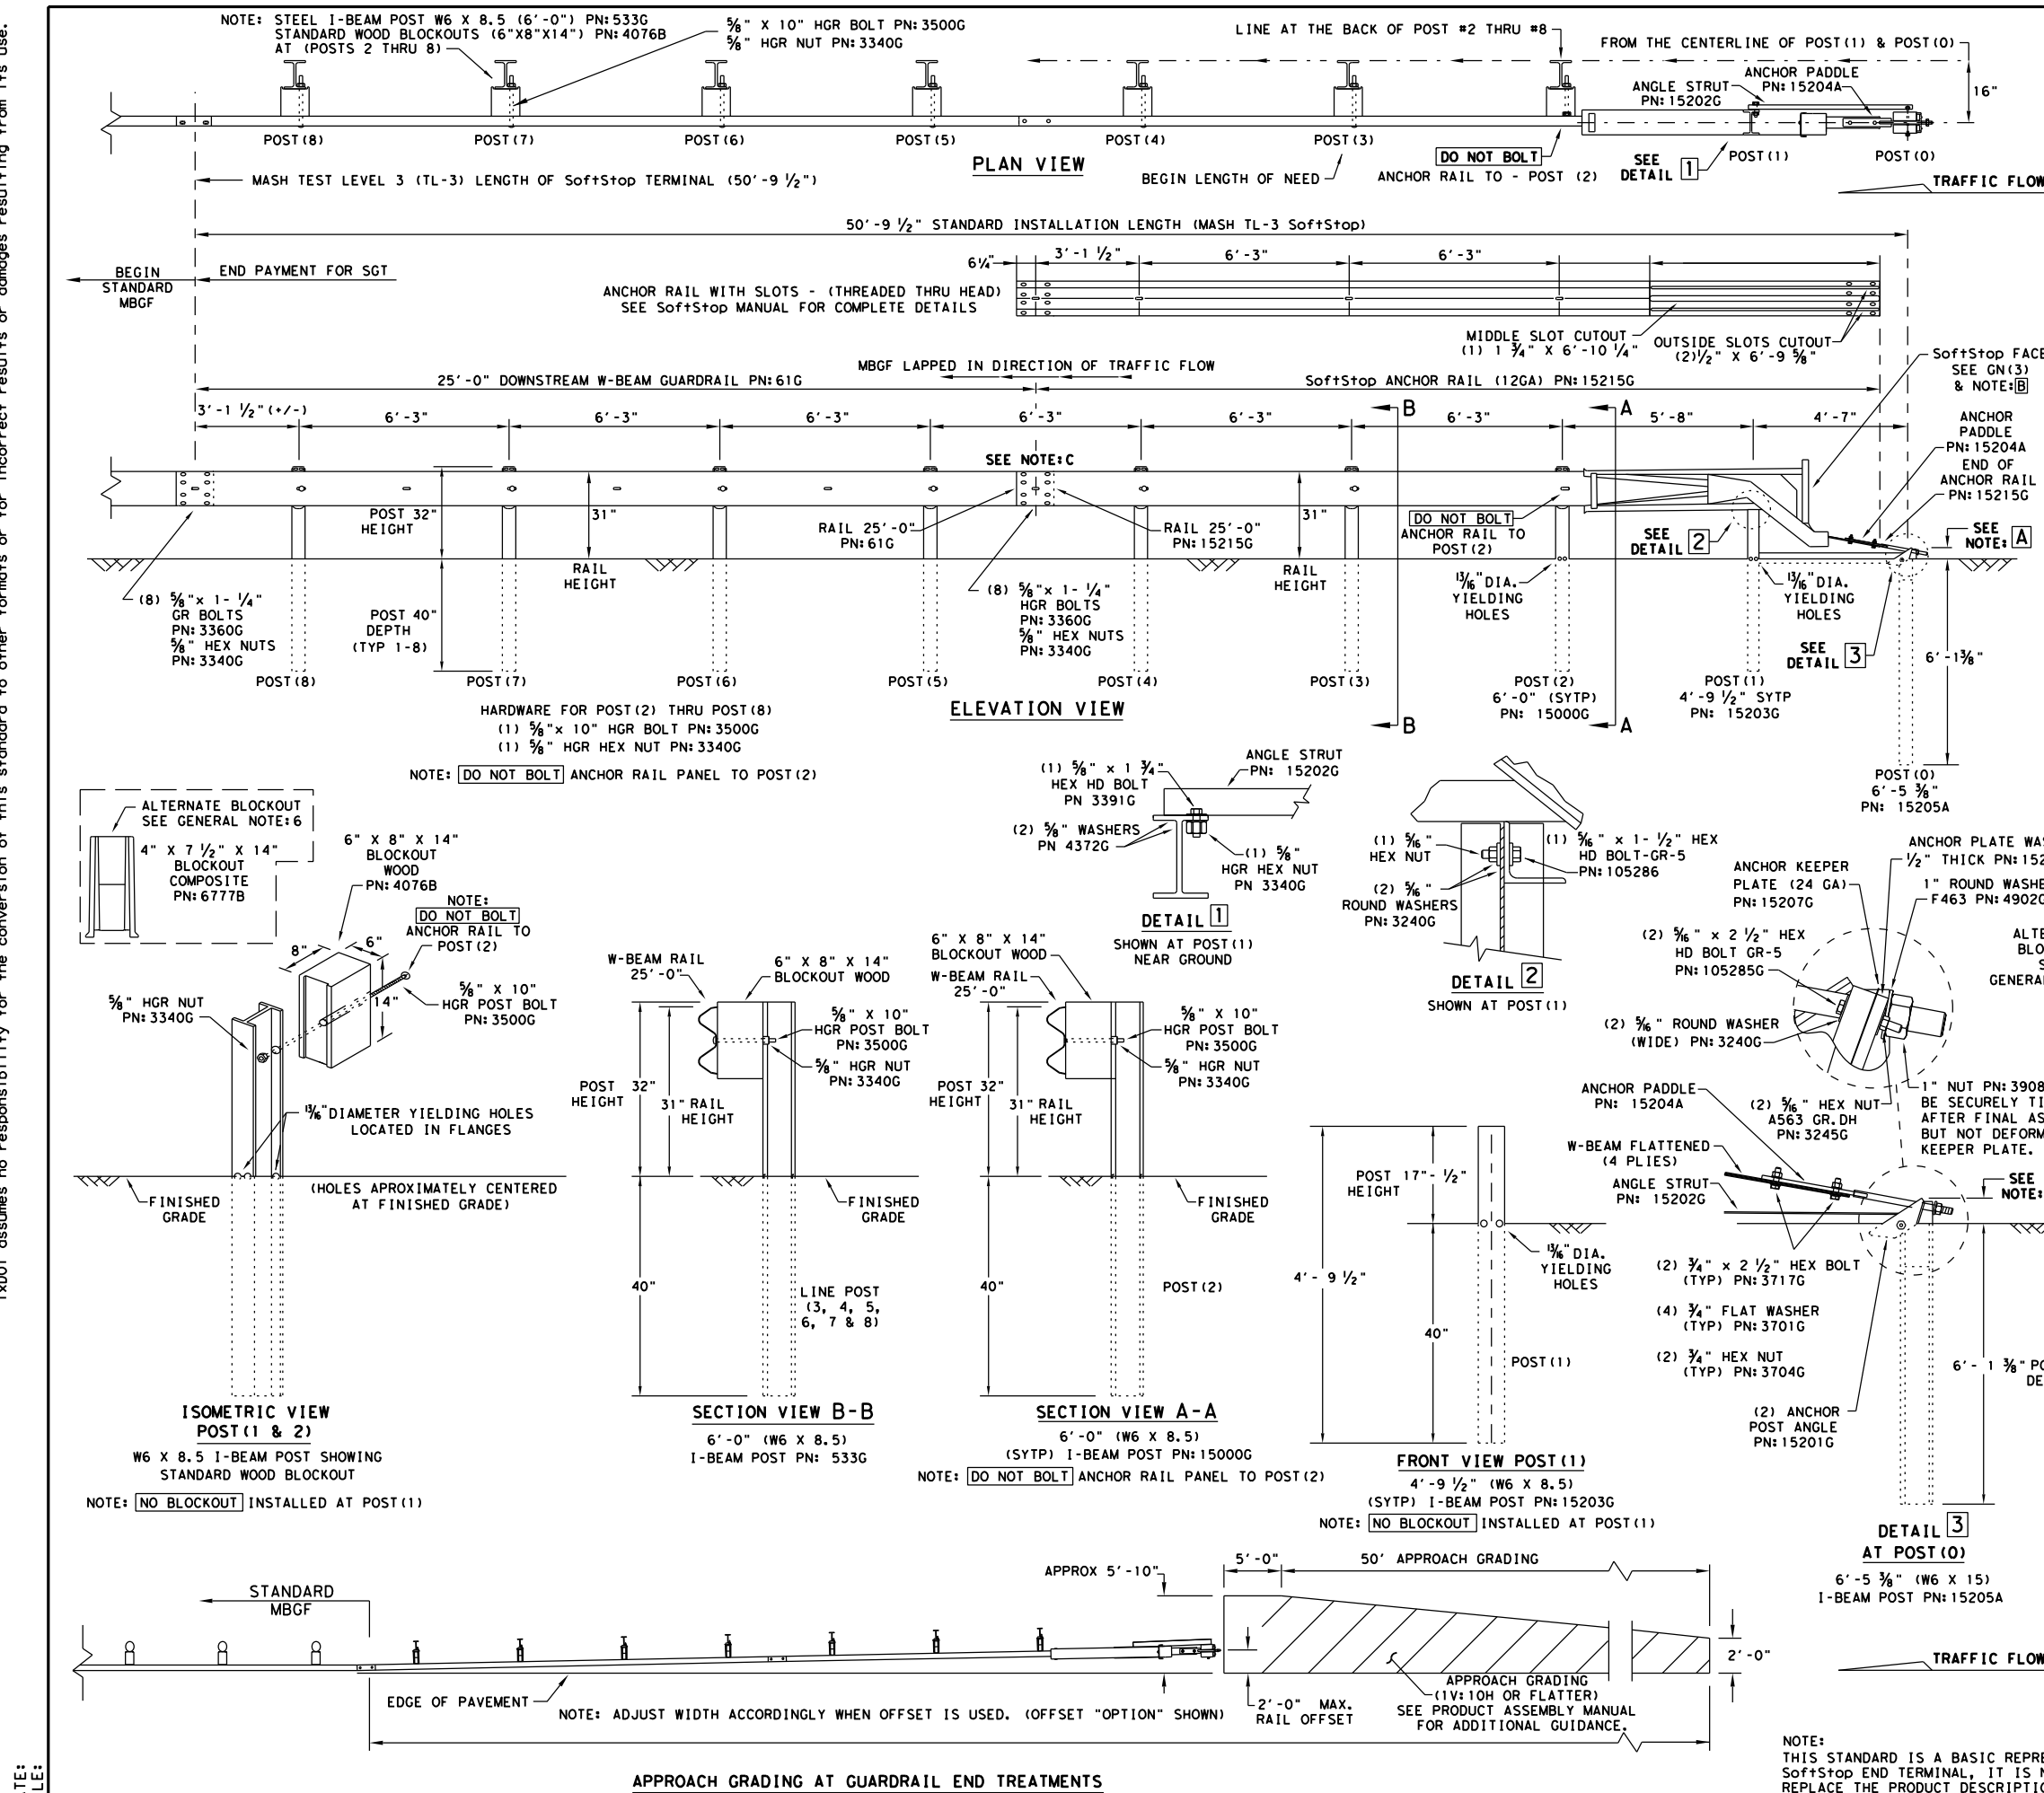 NOTE: STEEL I-BEAM POST W6 X 8.5 (6'-0") PN:533G
STANDARD WOOD BLOCKOUTS (6"X8"X14") PN:4076B
AT (POSTS 2 THRU 8)
5/8" X 10" HGR BOLT PN:3500G
5/8" HGR NUT PN:3340G
LINE AT THE BACK OF POST #2 THRU #8
FROM THE CENTERLINE OF POST(1) & POST(0)
ANGLE STRUT
PN:15202G
ANCHOR PADDLE
PN:15204A
16"
POST(8)
POST(7)
POST(6)
POST(5)
POST(4)
POST(3)
POST(1)
POST(0)
PLAN VIEW
BEGIN LENGTH OF NEED
DO NOT BOLT
ANCHOR RAIL TO - POST (2)
SEE
DETAIL 1
TRAFFIC FLOW
MASH TEST LEVEL 3 (TL-3) LENGTH OF SoftStop TERMINAL (50'-9 1/2")
50'-9 1/2" STANDARD INSTALLATION LENGTH (MASH TL-3 SoftStop)
BEGIN
STANDARD
MBGF
END PAYMENT FOR SGT
6 1/4"
3'-1 1/2"
6'-3"
6'-3"
ANCHOR RAIL WITH SLOTS - (THREADED THRU HEAD)
SEE SoftStop MANUAL FOR COMPLETE DETAILS
MIDDLE SLOT CUTOUT
(1) 1 3/4" X 6'-10 1/4"
OUTSIDE SLOTS CUTOUT
(2)1/2" X 6'-9 5/8"
MBGF LAPPED IN DIRECTION OF TRAFFIC FLOW
25'-0" DOWNSTREAM W-BEAM GUARDRAIL PN:61G
SoftStop ANCHOR RAIL (12GA) PN:15215G
SoftStop FACE
SEE GN(3)
& NOTE:B
3'-1 1/2"(+/-)
6'-3"
6'-3"
6'-3"
6'-3"
6'-3"
6'-3"
5'-8"
4'-7"
B
A
ANCHOR
PADDLE
PN:15204A
END OF
ANCHOR RAIL
PN:15215G
SEE NOTE:C
POST 32"
HEIGHT
31"
RAIL
HEIGHT
RAIL 25'-0"
PN:61G
RAIL 25'-0"
PN:15215G
31"
RAIL
HEIGHT
DO NOT BOLT
ANCHOR RAIL TO
POST(2)
SEE
DETAIL 2
SEE
NOTE: A
(8) 5/8"x 1- 1/4"
GR BOLTS
PN:3360G
5/8" HEX NUTS
PN:3340G
POST 40"
DEPTH
(TYP 1-8)
(8) 5/8"x 1- 1/4"
HGR BOLTS
PN:3360G
5/8" HEX NUTS
PN:3340G
13/16" DIA.
YIELDING
HOLES
13/16" DIA.
YIELDING
HOLES
SEE
DETAIL 3
6'-1 3/8"
POST(8)
POST(7)
POST(6)
POST(5)
POST(4)
POST(3)
POST(2)
6'-0" (SYTP)
PN: 15000G
POST(1)
4'-9 1/2" SYTP
PN: 15203G
HARDWARE FOR POST(2) THRU POST(8)
(1) 5/8"x 10" HGR BOLT PN:3500G
(1) 5/8" HGR HEX NUT PN:3340G
ELEVATION VIEW
B
A
NOTE: DO NOT BOLT ANCHOR RAIL PANEL TO POST(2)
POST(0)
6'-5 3/8"
PN: 15205A
ALTERNATE BLOCKOUT
SEE GENERAL NOTE:6
4" X 7 1/2" X 14"
BLOCKOUT
COMPOSITE
PN:6777B
6" X 8" X 14"
BLOCKOUT
WOOD
PN:4076B
NOTE:
DO NOT BOLT
ANCHOR RAIL TO
POST(2)
8"
6"
14"
5/8" HGR NUT
PN:3340G
5/8" X 10"
HGR POST BOLT
PN:3500G
13/16"DIAMETER YIELDING HOLES
LOCATED IN FLANGES
FINISHED
GRADE
(HOLES APROXIMATELY CENTERED
AT FINISHED GRADE)
ISOMETRIC VIEW
POST(1 & 2)
W6 X 8.5 I-BEAM POST SHOWING
STANDARD WOOD BLOCKOUT
NOTE: NO BLOCKOUT INSTALLED AT POST(1)
(1) 5/8" x 1 3/4"
HEX HD BOLT
PN 3391G
ANGLE STRUT
PN: 15202G
(2) 5/8" WASHERS
PN 4372G
(1) 5/8"
HGR HEX NUT
PN 3340G
DETAIL 1
SHOWN AT POST(1)
NEAR GROUND
(1) 5/16"
HEX NUT
(2) 5/16"
ROUND WASHERS
PN:3240G
(1) 5/16" x 1- 1/2" HEX
HD BOLT-GR-5
PN:105286
DETAIL 2
SHOWN AT POST(1)
W-BEAM RAIL
25'-0"
6" X 8" X 14"
BLOCKOUT WOOD
5/8" X 10"
HGR POST BOLT
PN:3500G
5/8" HGR NUT
PN:3340G
POST 32"
HEIGHT
31" RAIL
HEIGHT
FINISHED
GRADE
40"
LINE POST
(3, 4, 5,
6, 7 & 8)
SECTION VIEW B-B
6'-0" (W6 X 8.5)
I-BEAM POST PN: 533G
6" X 8" X 14"
BLOCKOUT WOOD
W-BEAM RAIL
25'-0"
5/8" X 10"
HGR POST BOLT
PN:3500G
5/8" HGR NUT
PN:3340G
POST 32"
HEIGHT
31" RAIL
HEIGHT
FINISHED
GRADE
40"
POST(2)
SECTION VIEW A-A
6'-0" (W6 X 8.5)
(SYTP) I-BEAM POST PN:15000G
NOTE: DO NOT BOLT ANCHOR RAIL PANEL TO POST(2)
POST 17"- 1/2"
HEIGHT
4'- 9 1/2"
40"
13/16" DIA.
YIELDING
HOLES
POST(1)
FRONT VIEW POST(1)
4'-9 1/2" (W6 X 8.5)
(SYTP) I-BEAM POST PN:15203G
NOTE: NO BLOCKOUT INSTALLED AT POST(1)
ANCHOR KEEPER
PLATE (24 GA)
PN:15207G
ANCHOR PLATE
1/2" THICK
1" ROUND
F463
(2) 5/16" x 2 1/2" HEX
HD BOLT GR-5
PN:105285G
(2) 5/16" ROUND WASHER
(WIDE) PN:3240G
ANCHOR PADDLE
PN: 15204A
(2) 5/16" HEX NUT
A563 GR.DH
PN:3245G
1" NUT
BE SECURELY
AFTER FINAL
BUT NOT
KEEPER PLATE.
W-BEAM FLATTENED
(4 PLIES)
ANGLE STRUT
PN: 15202G
SEE
NOTE:
(2) 3/4" x 2 1/2" HEX BOLT
(TYP) PN:3717G
(4) 3/4" FLAT WASHER
(TYP) PN:3701G
(2) 3/4" HEX NUT
(TYP) PN:3704G
(2) ANCHOR
POST ANGLE
PN:15201G
6'- 1 3/8"
DETAIL 3
AT POST(0)
6'-5 3/8" (W6 X 15)
I-BEAM POST PN:15205A
STANDARD
MBGF
APPROX 5'-10"
5'-0"
50' APPROACH GRADING
2'-0"
TRAFFIC FLOW
EDGE OF PAVEMENT
NOTE: ADJUST WIDTH ACCORDINGLY WHEN OFFSET IS USED. (OFFSET "OPTION" SHOWN)
2'-0" MAX.
RAIL OFFSET
APPROACH GRADING
(1V:10H OR FLATTER)
SEE PRODUCT ASSEMBLY MANUAL
FOR ADDITIONAL GUIDANCE.
APPROACH GRADING AT GUARDRAIL END TREATMENTS
NOTE:
THIS STANDARD IS A BASIC
SoftStop END TERMINAL, IT IS
REPLACE THE PRODUCT